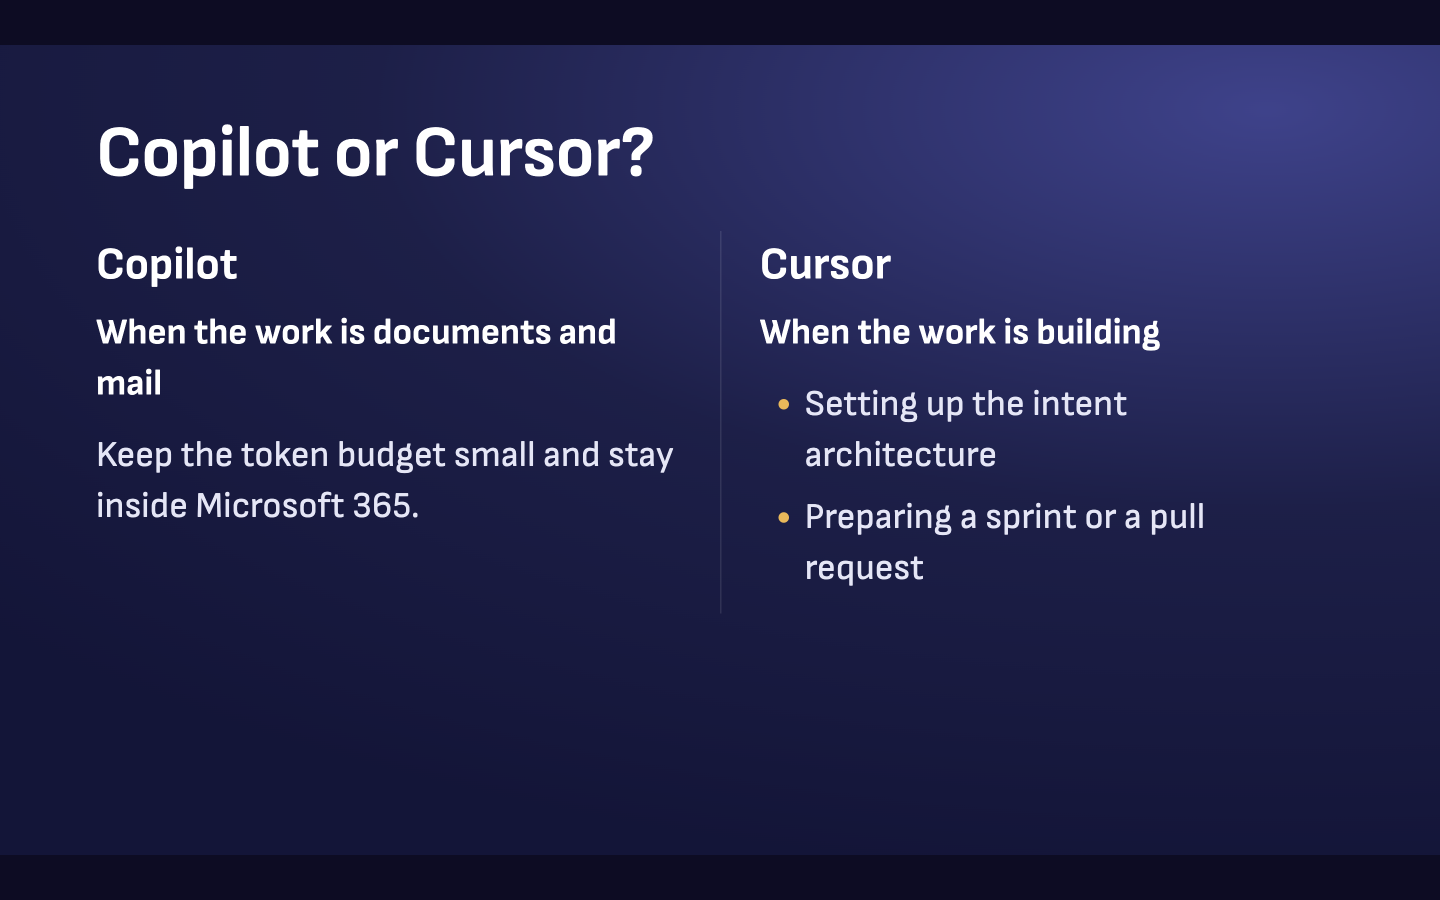 Copilot or Cursor?
Copilot
When the work is documents and
mail
Keep the token budget small and stay
inside Microsoft 365.
Cursor
When the work is building
• Setting up the intent
architecture
• Preparing a sprint or a pull
request